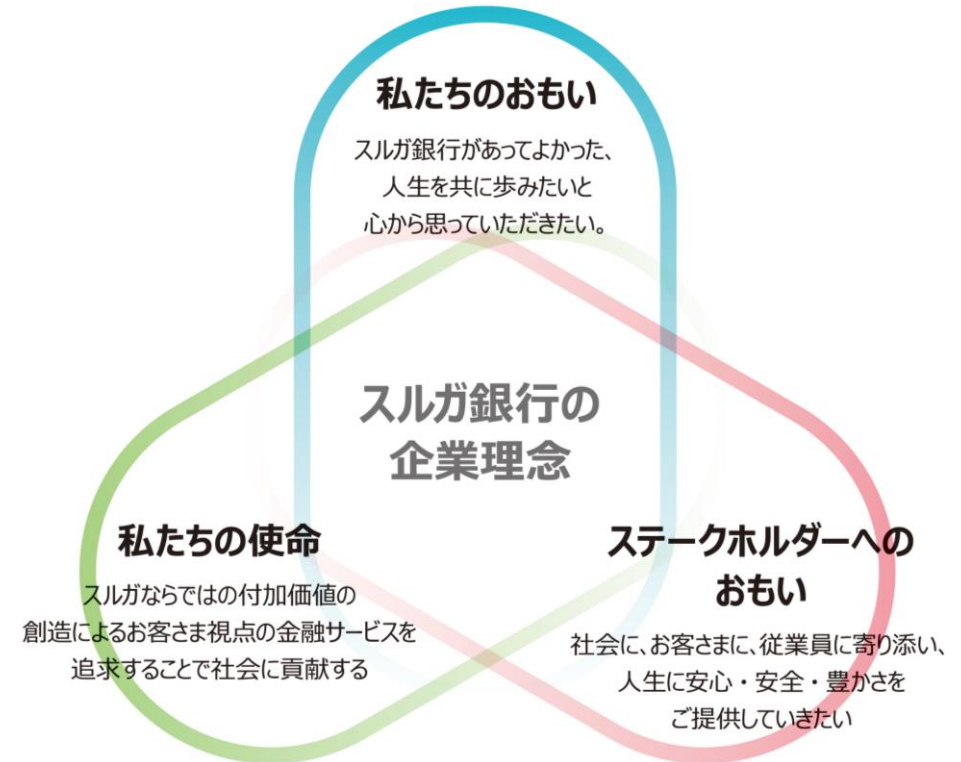 私たちのおもい
スルガ銀行があってよかった、
人生を共に歩みたいと
心から思っていただきたい。
スルガ銀行の
企業理念
私たちの使命
スルガならではの付加価値の
創造によるお客さま視点の金融サービスを
追求することで社会に貢献する
ステークホルダーへの
おもい
社会に、お客さまに、従業員に寄り添い、
人生に安心・安全・豊かさを
ご提供していきたい